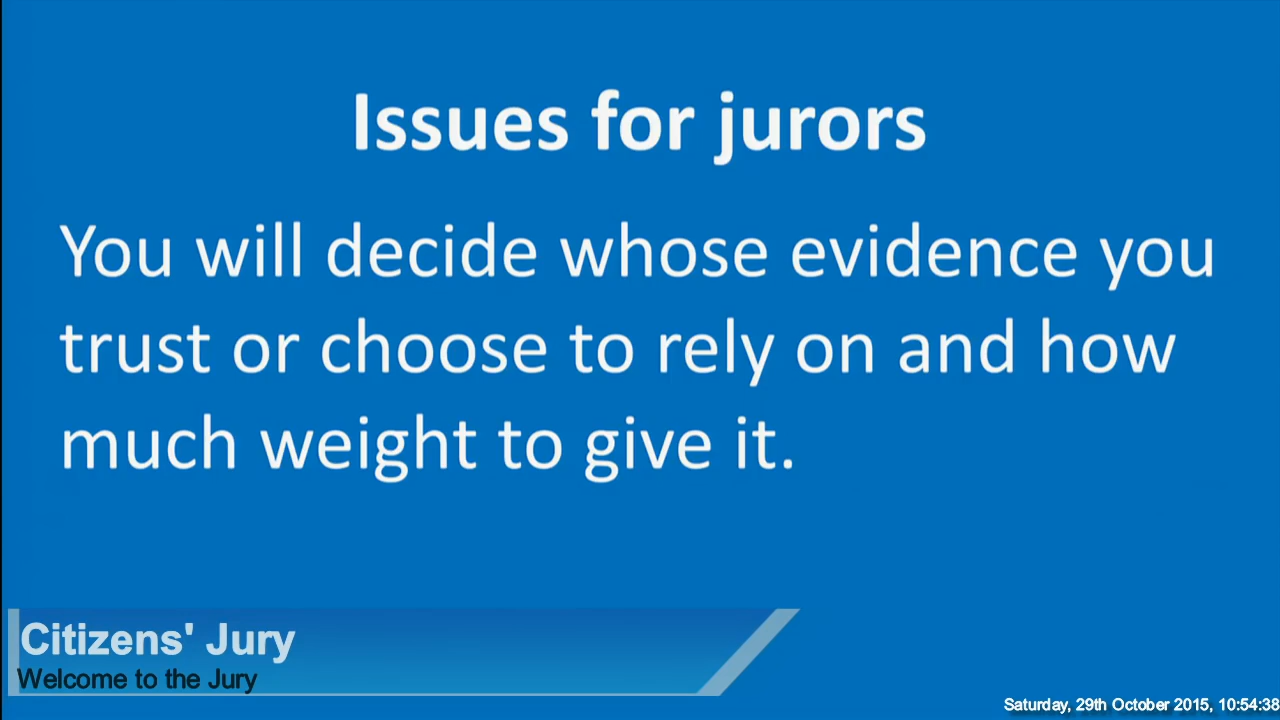 Issues for jurors
You will decide whose evidence you
trust or choose to rely on and how
much weight to give it.
Citizens' Jury
Welcome to the Jury
Saturday, 29th October 2015, 10:54:38